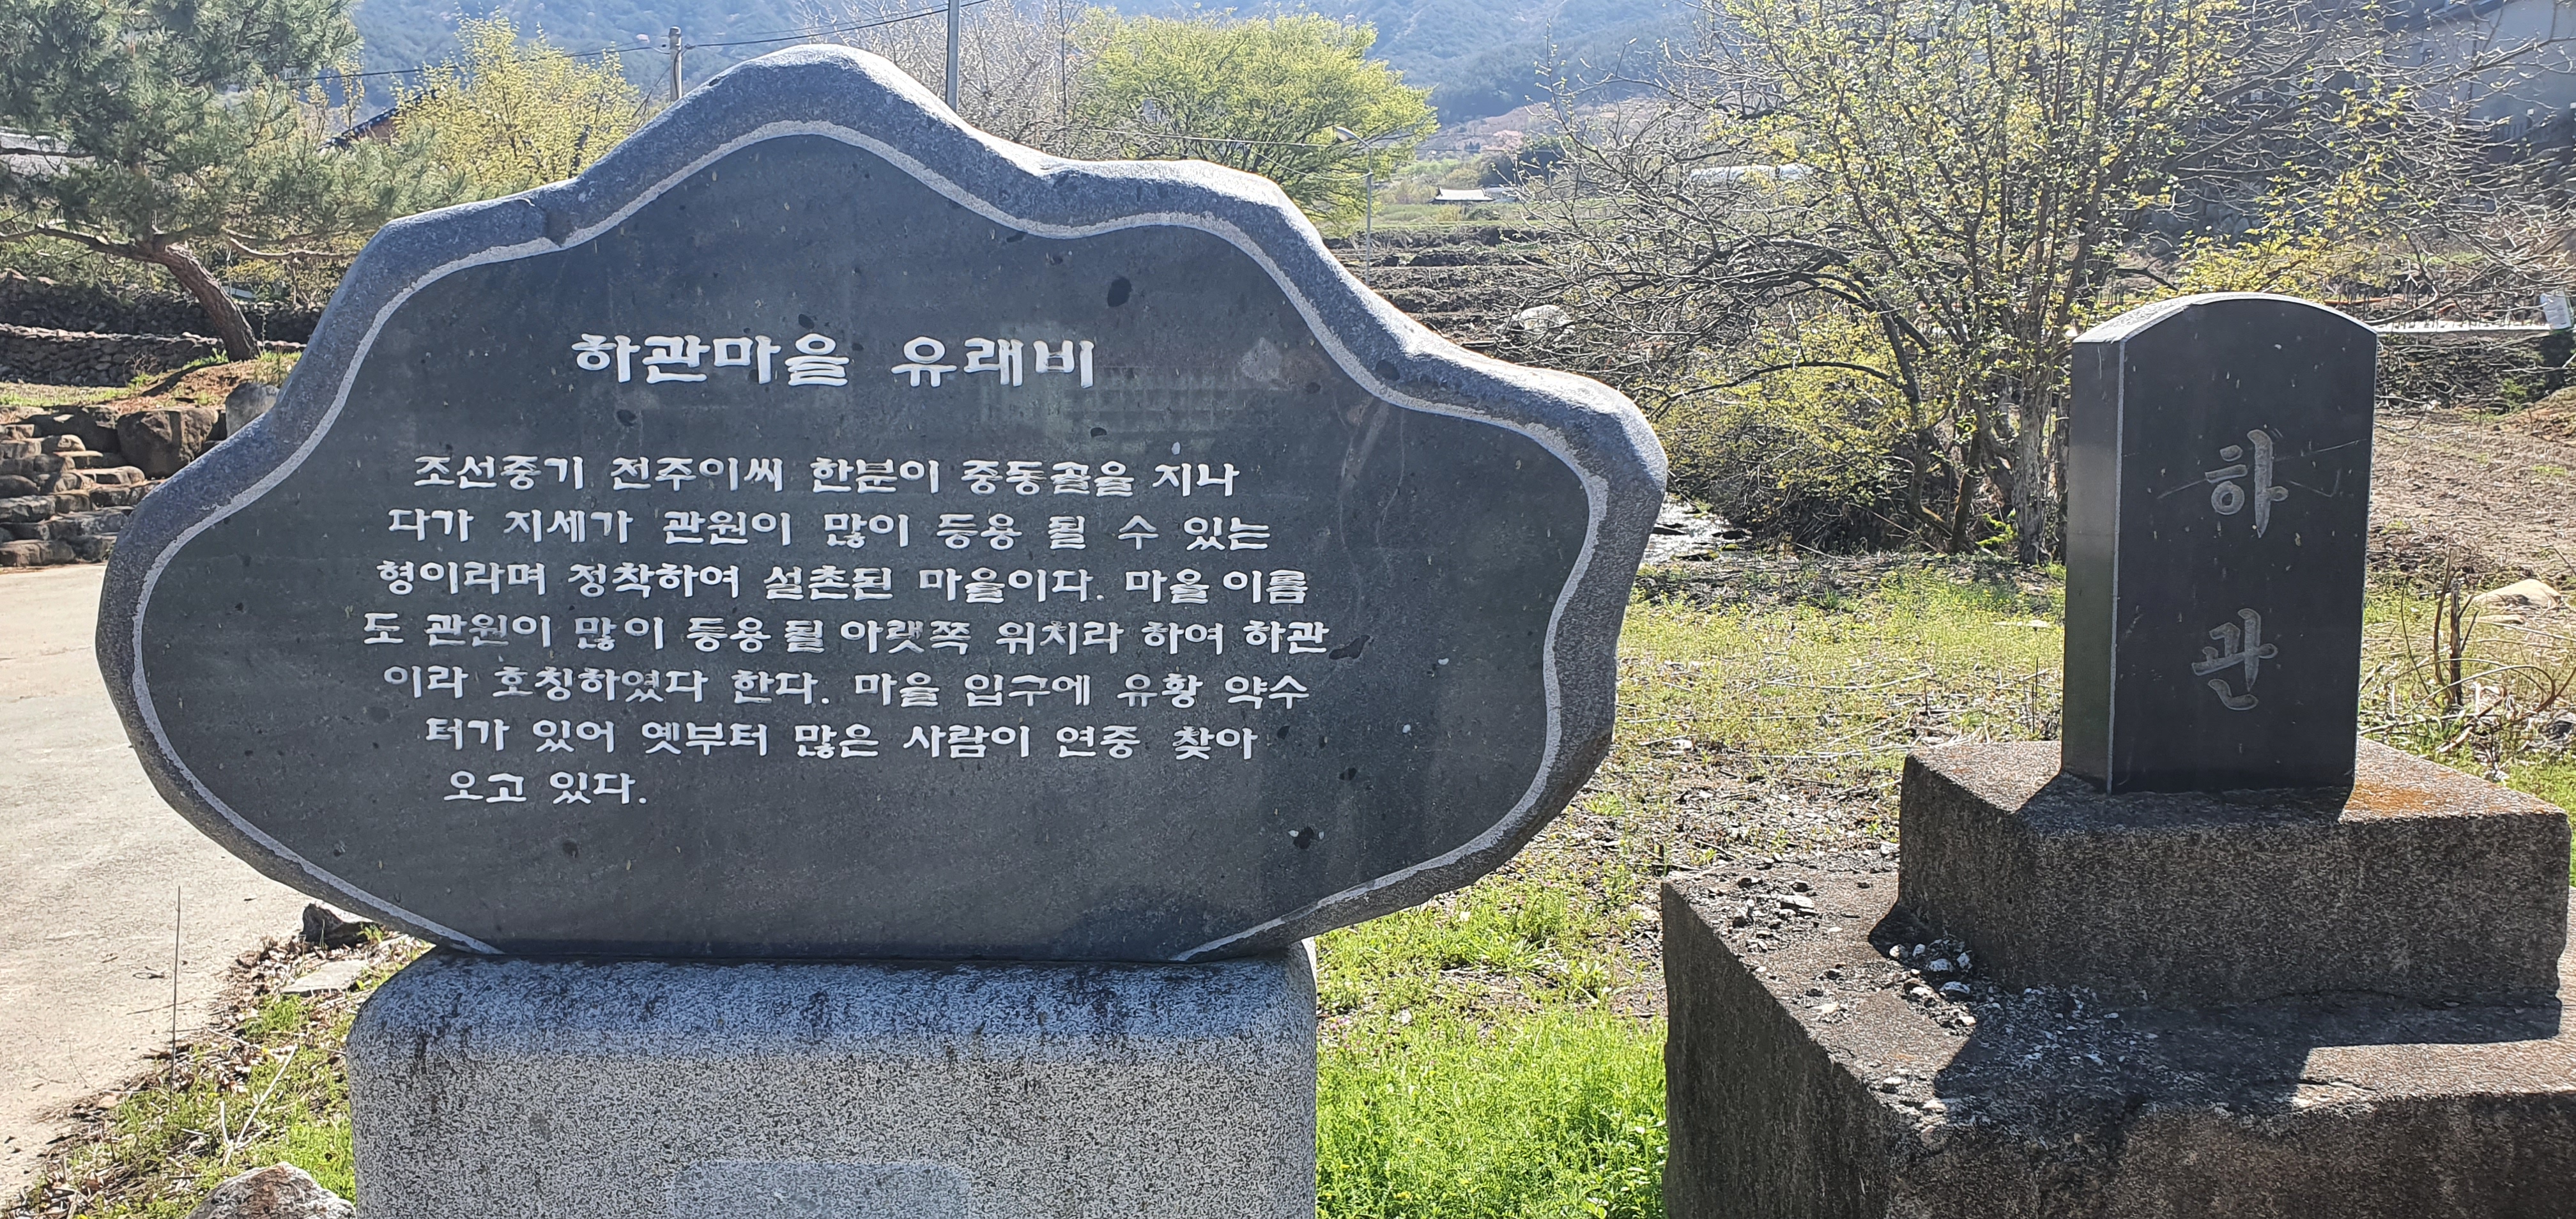 하관마을 유래비
조선중기 전주이씨 한분이 중동골을 지나
다가 지세가 관원이 많이 등용 될 수 있는
형이라며 정착하여 설촌된 마을이다. 마을 이름
도 관원이 많이 등용 될 아랫쪽 위치라 하여 하관
이라 호칭하였다 한다. 마을 입구에 유황 약수
터가 있어 옛부터 많은 사람이 연중 찾아
오고 있다.
하
관